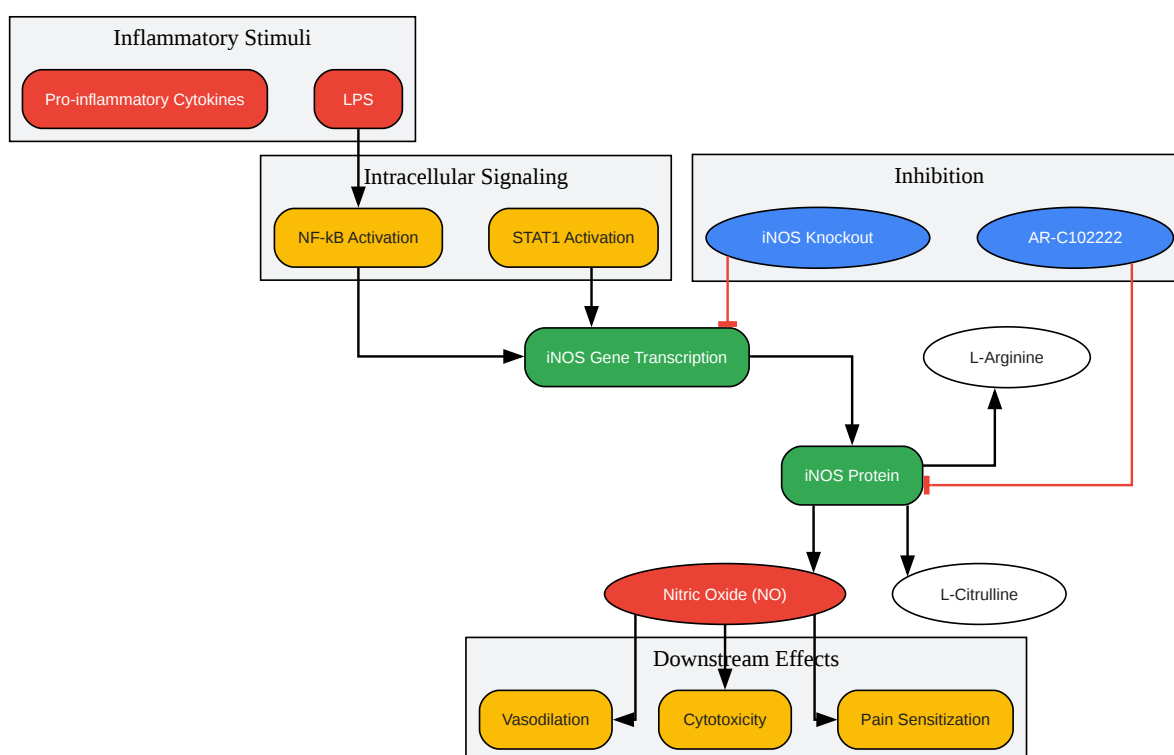 Inflammatory Stimuli
Pro-inflammatory Cytokines
LPS
Intracellular Signaling
Inhibition
NF-kB Activation
STAT1 Activation
iNOS Knockout
AR-C102222
iNOS Gene Transcription
L-Arginine
iNOS Protein
Nitric Oxide (NO)
L-Citrulline
Downstream Effects
Vasodilation
Cytotoxicity
Pain Sensitization